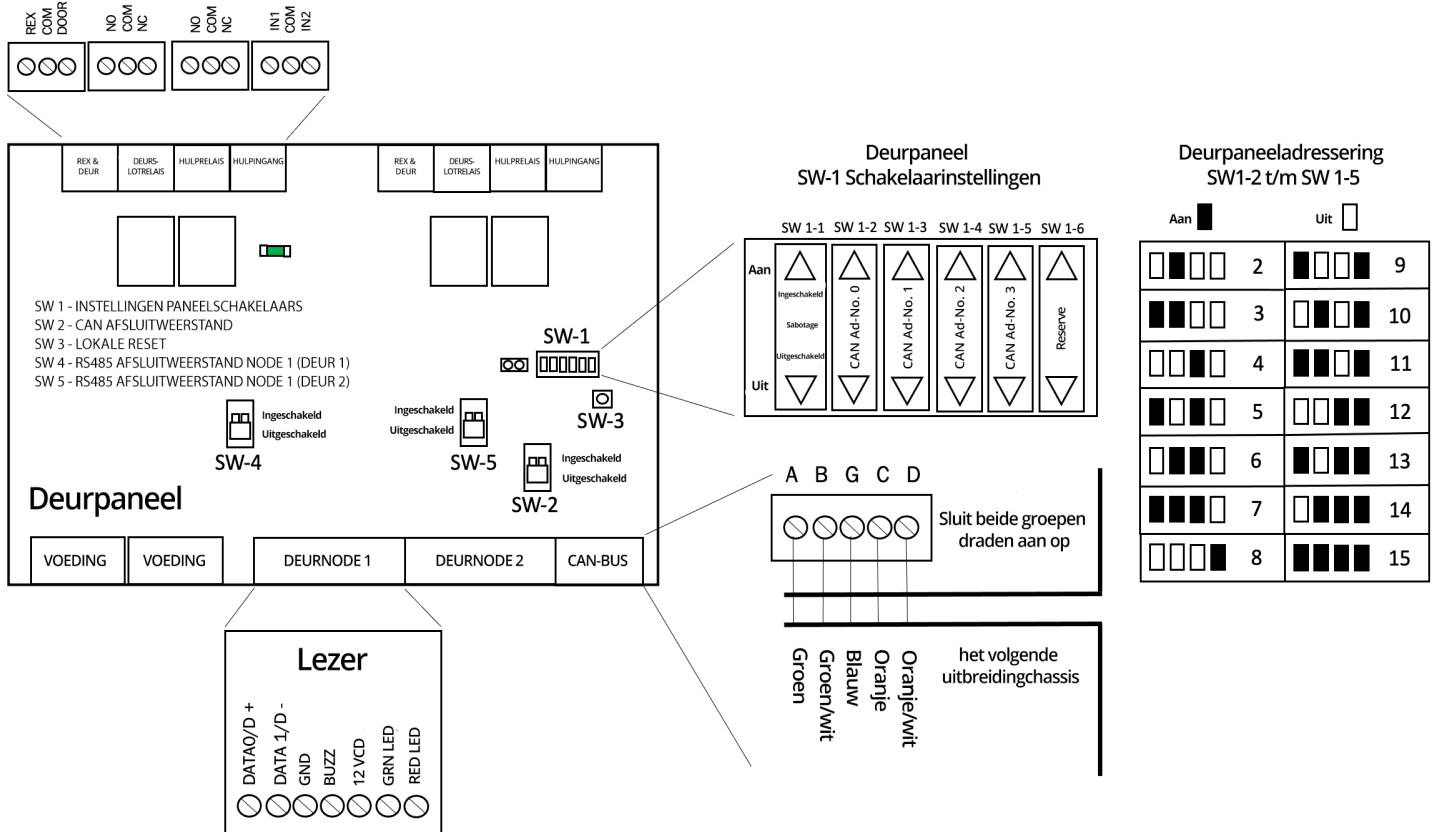 REX
COM
DOOR
NO
COM
NC
NO
COM
NC
IN1
COM
IN2
REX &
DEUR
DEURS-
LOTRELAIS
HULPRELAIS
HULPINGANG
REX &
DEUR
DEURS-
LOTRELAIS
HULPRELAIS
HULPINGANG
SW 1 - INSTELLINGEN PANEELSCHAKELAARS
SW 2 - CAN AFSLUITWEERSTAND
SW 3 - LOKALE RESET
SW 4 - RS485 AFSLUITWEERSTAND NODE 1 (DEUR 1)
SW 5 - RS485 AFSLUITWEERSTAND NODE 1 (DEUR 2)
SW-1
SW-3
Ingeschakeld
Uitgeschakeld
SW-4
Ingeschakeld
Uitgeschakeld
SW-5
Ingeschakeld
Uitgeschakeld
SW-2
Deurpaneel
VOEDING
VOEDING
DEURNODE 1
DEURNODE 2
CAN-BUS
Lezer
DATA0/D +
DATA 1/D -
GND
BUZZ
12 VCD
GRN LED
RED LED
Deurpaneel
SW-1 Schakelaarinstellingen
SW 1-1 SW 1-2 SW 1-3 SW 1-4 SW 1-5 SW 1-6
Aan
Ingeschakeld
Sabotage
Uitgeschakeld
Uit
CAN Ad-No. 0
CAN Ad-No. 1
CAN Ad-No. 2
CAN Ad-No. 3
Reserve
A B G C D
Sluit beide groepen
draden aan op
Groen
Groen/wit
Blauw
Oranje
Oranje/wit
het volgende
uitbreidingchassis
Deurpaneeladressering
SW1-2 t/m SW 1-5
Aan
Uit
2 9
3 10
4 11
5 12
6 13
7 14
8 15